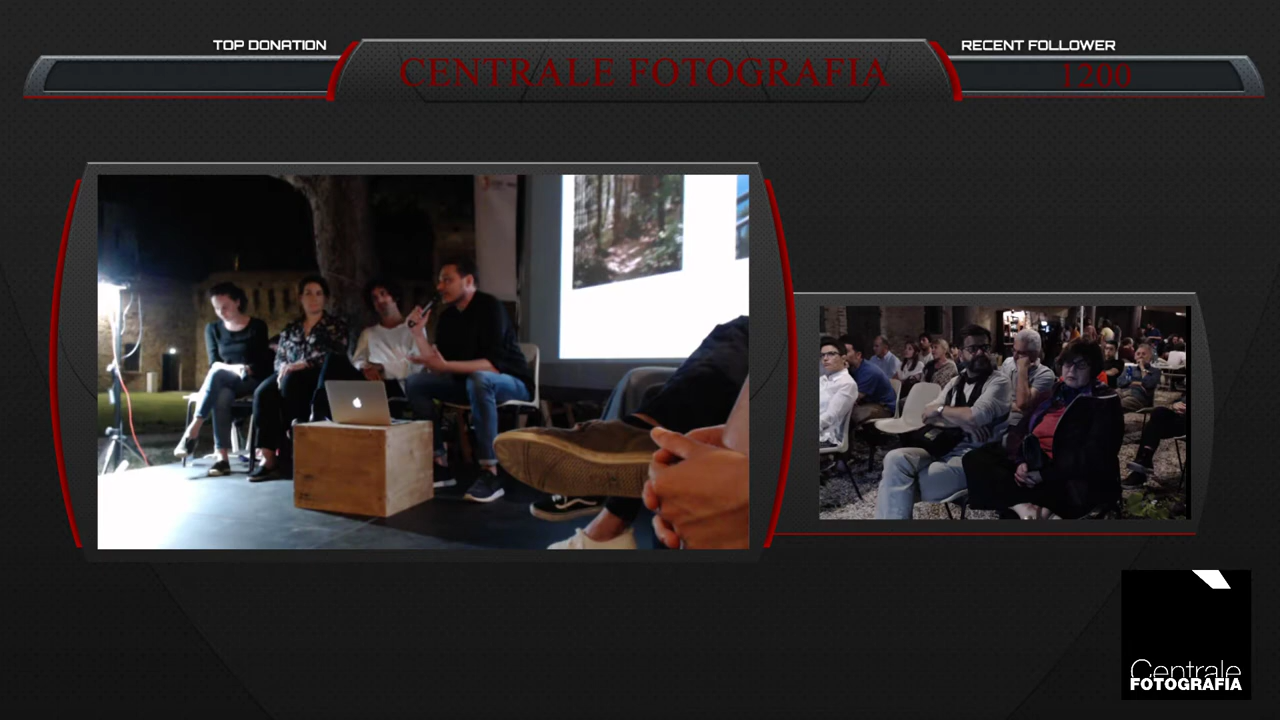 TOP DONATION
CENTRALE FOTOGRAFIA
RECENT FOLLOWER
1200
Centrale
FOTOGRAFIA